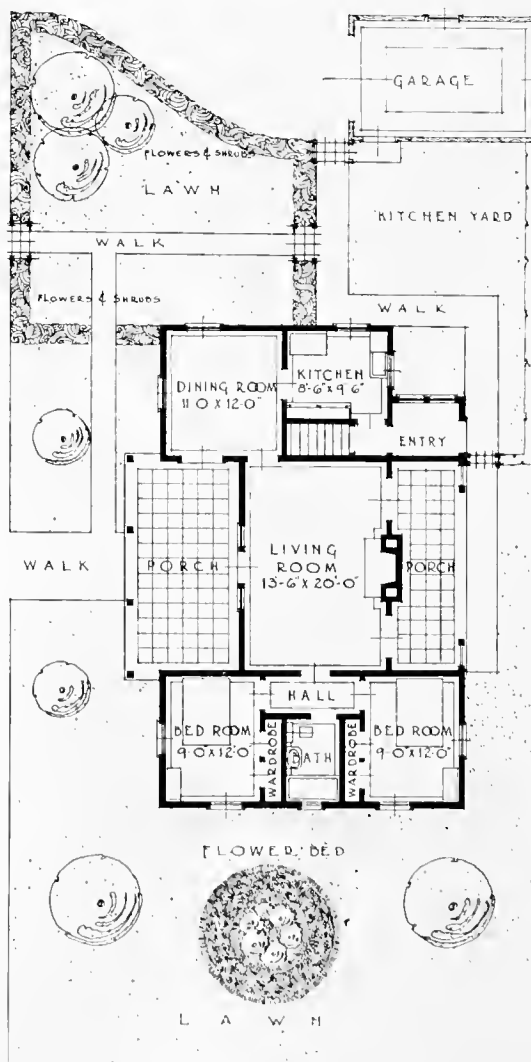 GARAGE
FLOWERS & SHRUBS
LAWN
KITCHEN YARD
WALK
FLOWERS & SHRUBS
WALK
DINING ROOM
11'0 X 12'-0"
KITCHEN
8'-6" X 9'6"
ENTRY
LIVING
ROOM
13'-6" X 20'-0"
WALK
PORCH
PORCH
HALL
BED ROOM
9'-0" X 12'-0"
WARDROBE
BATH
WARDROBE
BED ROOM
9'-0" X 12'-0"
FLOWER BED
LAWN